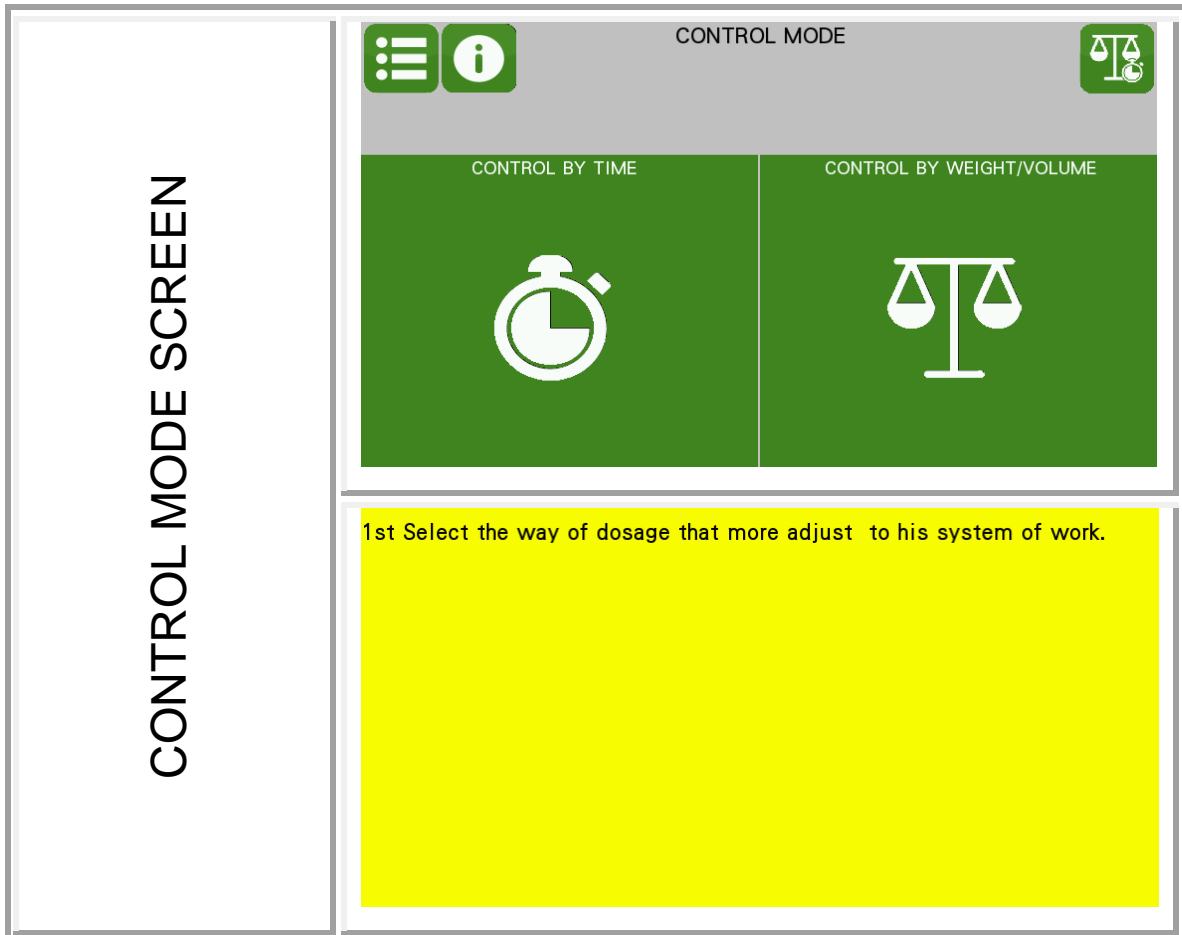 CONTROL MODE SCREEN
CONTROL MODE
CONTROL BY TIME
CONTROL BY WEIGHT/VOLUME
1st Select the way of dosage that more adjust  to his system of work.